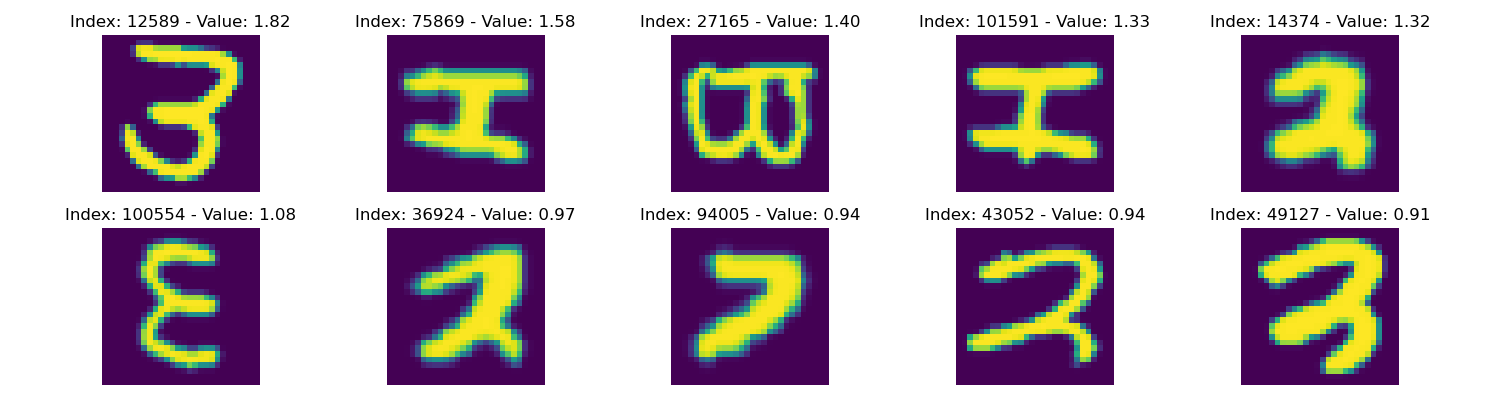 Index: 12589 - Value: 1.82 Index: 75869 - Value: 1.58 Index: 27165 - Value: 1.40 Index: 101591 - Value: 1.33 Index: 14374 - Value: 1.32
Index: 100554 - Value: 1.08 Index: 36924 - Value: 0.97 Index: 94005 - Value: 0.94 Index: 43052 - Value: 0.94 Index: 49127 - Value: 0.91